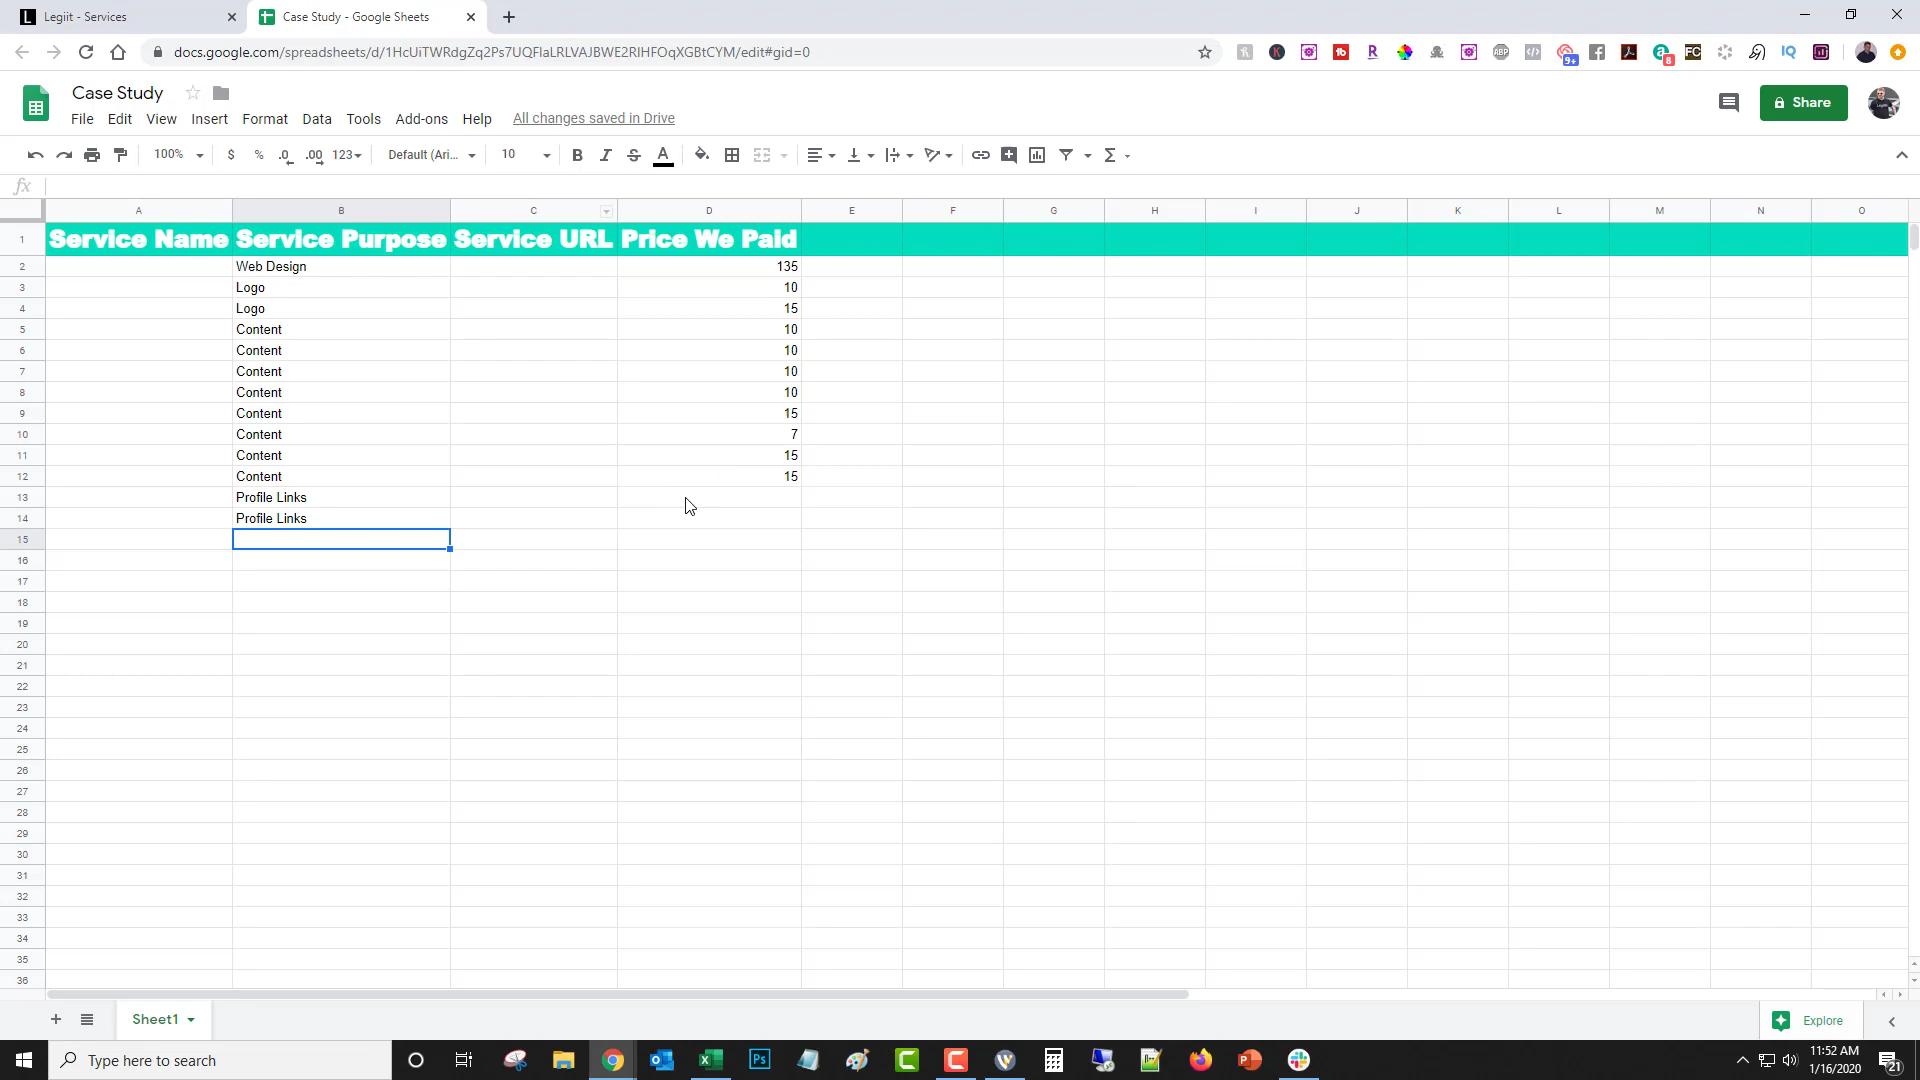 Legiit - Services
Case Study - Google Sheets
docs.google.com/spreadsheets/d/1HcUiTWRdgZq2Ps7UQFIaLRLVAJBWE2RIHFOqXGBtCYM/edit#gid=0
Case Study
File Edit View Insert Format Data Tools Add-ons Help All changes saved in Drive
Share
100% $ % .0 .00 123 Default (Ari... 10 B I S A
fx
A B C D E F G H I J K L M N O
1 Service Name Service Purpose Service URL Price We Paid
2 Web Design 135
3 Logo 10
4 Logo 15
5 Content 10
6 Content 10
7 Content 10
8 Content 10
9 Content 15
10 Content 7
11 Content 15
12 Content 15
13 Profile Links
14 Profile Links
15
16
17
18
19
20
21
22
23
24
25
26
27
28
29
30
31
32
33
34
35
36
Sheet1
Explore
Type here to search
11:52 AM
1/16/2020
21